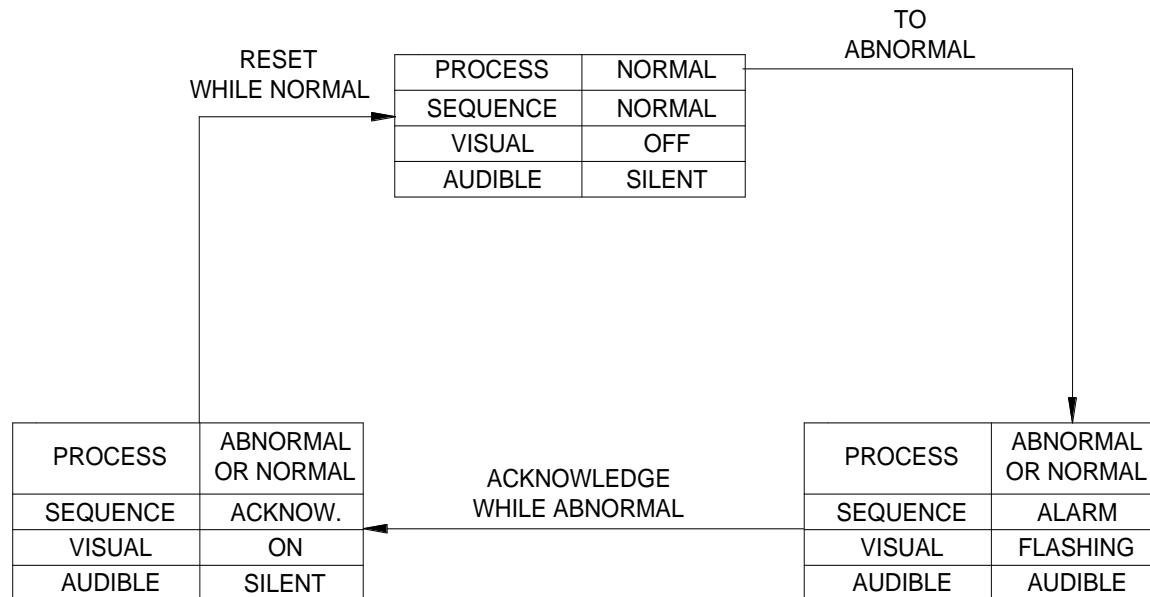 TO
ABNORMAL
RESET
WHILE NORMAL
PROCESS NORMAL
SEQUENCE NORMAL
VISUAL OFF
AUDIBLE SILENT
PROCESS ABNORMAL
OR NORMAL
SEQUENCE ACKNOW.
VISUAL ON
AUDIBLE SILENT
ACKNOWLEDGE
WHILE ABNORMAL
PROCESS ABNORMAL
OR NORMAL
SEQUENCE ALARM
VISUAL FLASHING
AUDIBLE AUDIBLE